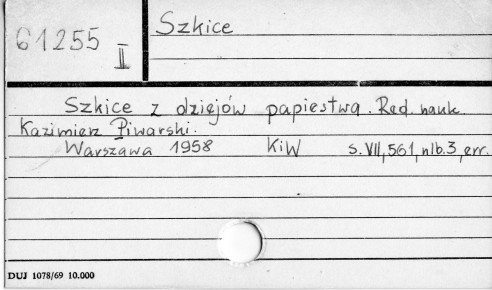 61255
II
Szkice
Szkice z dziejów papiestwa. Red. nauk.
Kazimierz Piwarski.
Warszawa 1958 KiW s. VII, 561, nlb. 3, err.
DUJ 1078/69 10.000